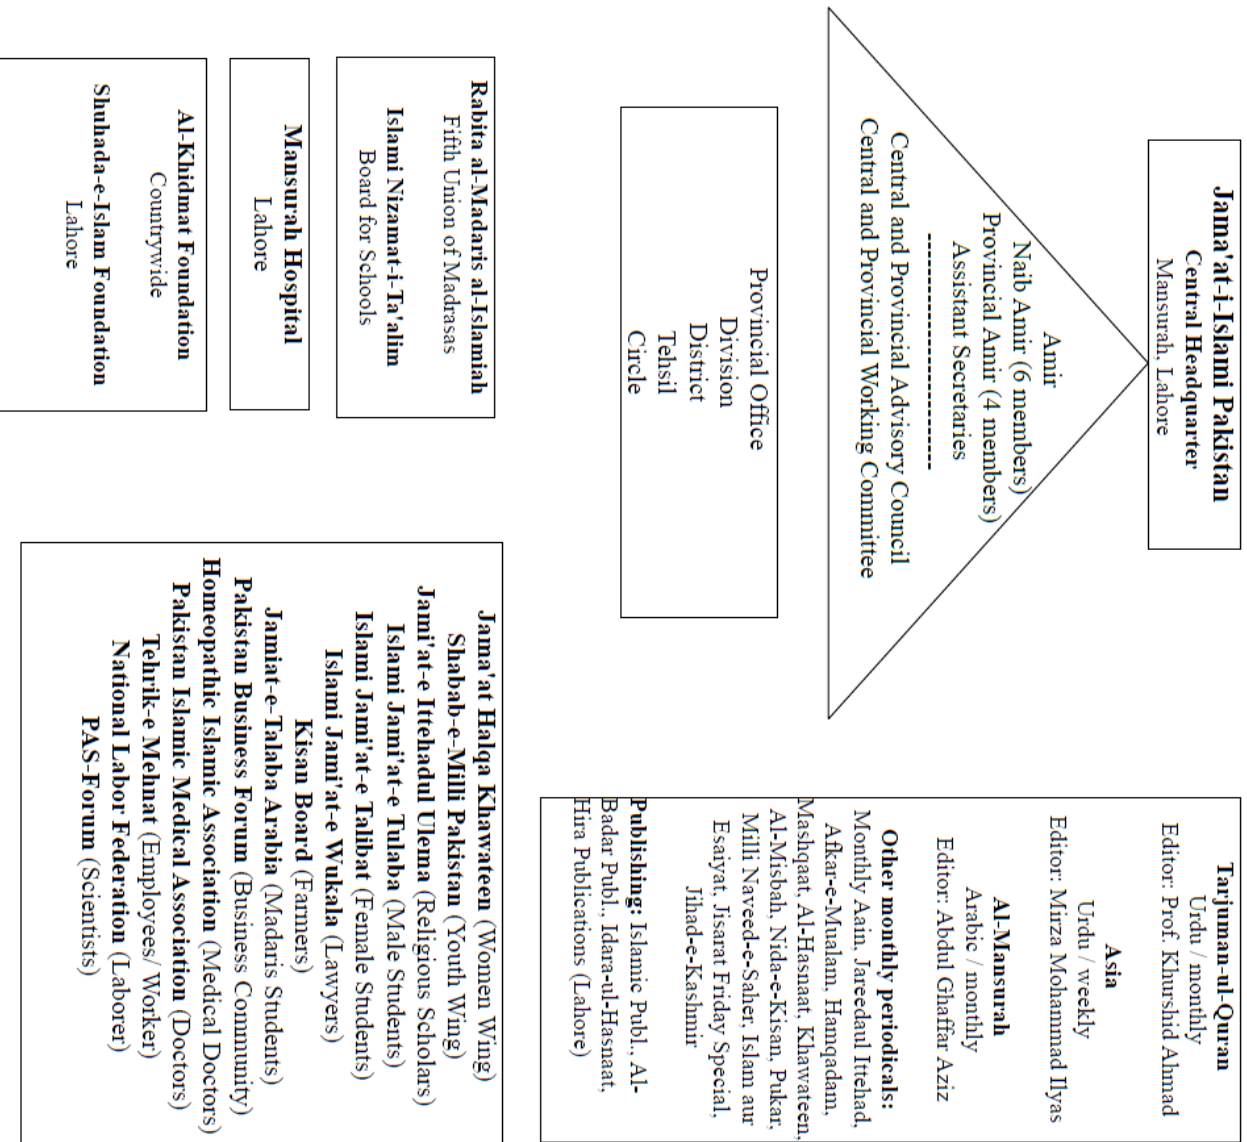 Jama'at-i-Islami Pakistan
Central Headquarter
Mansurah, Lahore
Amir
Naib Amir (6 members)
Provincial Amir (4 members)
Assistant Secretaries
--------------------------
Central and Provincial Advisory Council
Central and Provincial Working Committee
Provincial Office
Division
District
Tehsil
Circle
Rabita al-Madaris al-Islamiah
Fifth Union of Madrasas
Islami Nizamat-i-Ta'alim
Board for Schools
Mansurah Hospital
Lahore
Al-Khidmat Foundation
Countrywide
Shuhada-e-Islam Foundation
Lahore
Tarjuman-ul-Quran
Urdu / monthly
Editor: Prof. Khurshid Ahmad
Asia
Urdu / weekly
Editor: Mirza Mohammad Ilyas
Al-Mansurah
Arabic / monthly
Editor: Abdul Ghaffar Aziz
Other monthly periodicals:
Monthly Aain, Jareedaul Ittehad,
Afkar-e-Mualam, Hamqadam,
Mashqaat, Al-Hasnaat, Khawateen,
Al-Misbah, Nida-e-Kisan, Pukar,
Milli Naveed-e-Saher, Islam aur
Esaiyat, Jisarat Friday Special,
Jihad-e-Kashmir
Publishing: Islamic Publ., Al-
Badar Publ., Idara-ul-Hasnaat,
Hira Publications (Lahore)
Jama'at Halqa Khawateen (Women Wing)
Shabab-e-Milli Pakistan (Youth Wing)
Jami'at-e Ittehadul Ulema (Religious Scholars)
Islami Jami'at-e Tulaba (Male Students)
Islami Jami'at-e Talibat (Female Students)
Islami Jami'at-e Wukala (Lawyers)
Kisan Board (Farmers)
Jamiat-e-Talaba Arabia (Madaris Students)
Pakistan Business Forum (Business Community)
Homeopathic Islamic Association (Medical Doctors)
Pakistan Islamic Medical Association (Doctors)
Tehrik-e Mehnat (Employees/ Worker)
National Labor Federation (Laborer)
PAS-Forum (Scientists)